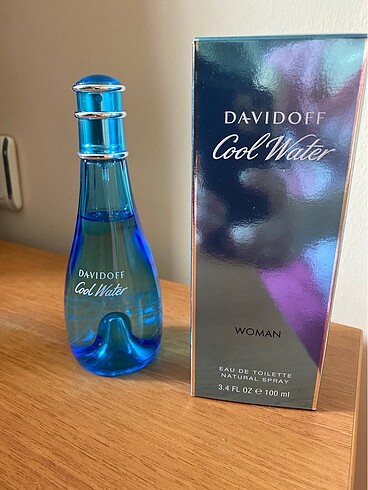 DAVIDOFF
Cool Water
DAVIDOFF
Cool Water
WOMAN
EAU DE TOILETTE
NATURAL SPRAY
3.4 FL OZ ℮ 100 ml